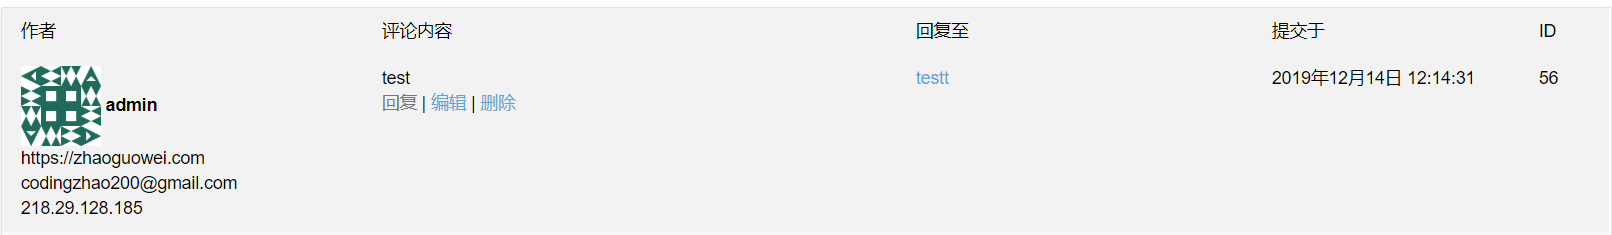 作者 评论内容 回复至 提交于 ID
test testt 2019年12月14日 12:14:31 56
admin 回复 | 编辑 | 删除
https://zhaoguowei.com
codingzhao200@gmail.com
218.29.128.185